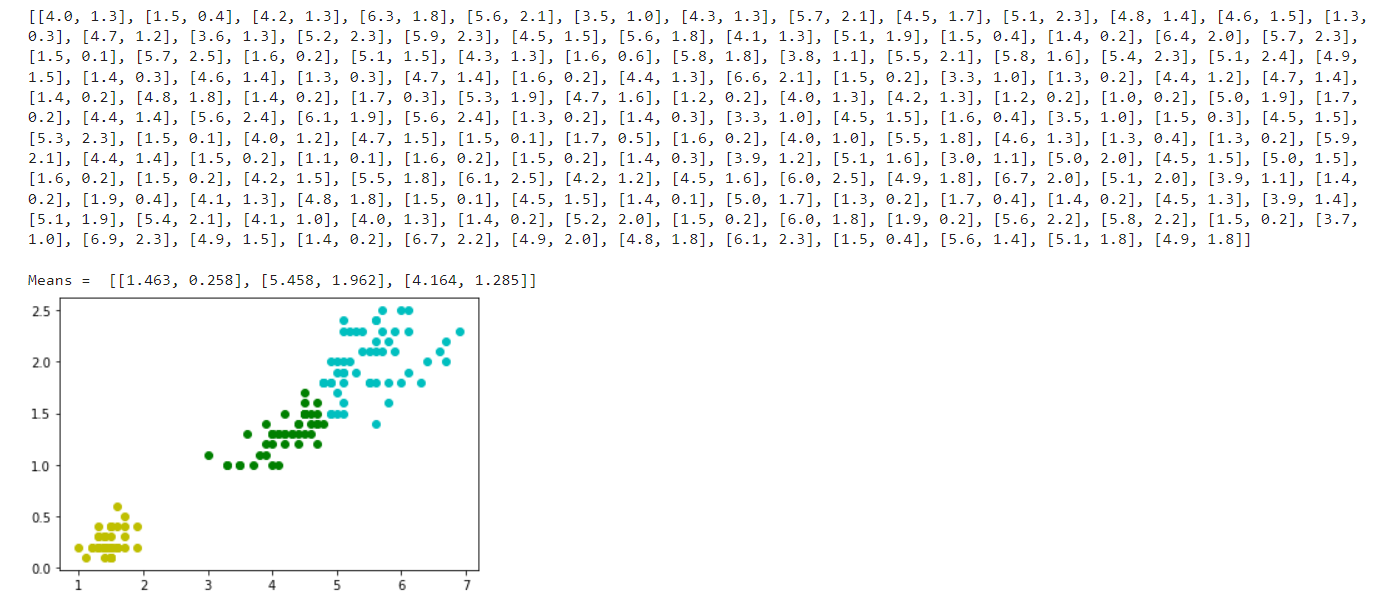 [[4.0, 1.3], [1.5, 0.4], [4.2, 1.3], [6.3, 1.8], [5.6, 2.1], [3.5, 1.0], [4.3, 1.3], [5.7, 2.1], [4.5, 1.7], [5.1, 2.3], [4.8, 1.4], [4.6, 1.5], [1.3,
0.3], [4.7, 1.2], [3.6, 1.3], [5.2, 2.3], [5.9, 2.3], [4.5, 1.5], [5.6, 1.8], [4.1, 1.3], [5.1, 1.9], [1.5, 0.4], [1.4, 0.2], [6.4, 2.0], [5.7, 2.3],
[1.5, 0.1], [5.7, 2.5], [1.6, 0.2], [5.1, 1.5], [4.3, 1.3], [1.6, 0.6], [5.8, 1.8], [3.8, 1.1], [5.5, 2.1], [5.8, 1.6], [5.4, 2.3], [5.1, 2.4], [4.9,
1.5], [1.4, 0.3], [4.6, 1.4], [1.3, 0.3], [4.7, 1.4], [1.6, 0.2], [4.4, 1.3], [6.6, 2.1], [1.5, 0.2], [3.3, 1.0], [1.3, 0.2], [4.4, 1.2], [4.7, 1.4],
[1.4, 0.2], [4.8, 1.8], [1.4, 0.2], [1.7, 0.3], [5.3, 1.9], [4.7, 1.6], [1.2, 0.2], [4.0, 1.3], [4.2, 1.3], [1.2, 0.2], [1.0, 0.2], [5.0, 1.9], [1.7,
0.2], [4.4, 1.4], [5.6, 2.4], [6.1, 1.9], [5.6, 2.4], [1.3, 0.2], [1.4, 0.3], [3.3, 1.0], [4.5, 1.5], [1.6, 0.4], [3.5, 1.0], [1.5, 0.3], [4.5, 1.5],
[5.3, 2.3], [1.5, 0.1], [4.0, 1.2], [4.7, 1.5], [1.5, 0.1], [1.7, 0.5], [1.6, 0.2], [4.0, 1.0], [5.5, 1.8], [4.6, 1.3], [1.3, 0.4], [1.3, 0.2], [5.9,
2.1], [4.4, 1.4], [1.5, 0.2], [1.1, 0.1], [1.6, 0.2], [1.5, 0.2], [1.4, 0.3], [3.9, 1.2], [5.1, 1.6], [3.0, 1.1], [5.0, 2.0], [4.5, 1.5], [5.0, 1.5],
[1.6, 0.2], [1.5, 0.2], [4.2, 1.5], [5.5, 1.8], [6.1, 2.5], [4.2, 1.2], [4.5, 1.6], [6.0, 2.5], [4.9, 1.8], [6.7, 2.0], [5.1, 2.0], [3.9, 1.1], [1.4,
0.2], [1.9, 0.4], [4.1, 1.3], [4.8, 1.8], [1.5, 0.1], [4.5, 1.5], [1.4, 0.1], [5.0, 1.7], [1.3, 0.2], [1.7, 0.4], [1.4, 0.2], [4.5, 1.3], [3.9, 1.4],
[5.1, 1.9], [5.4, 2.1], [4.1, 1.0], [4.0, 1.3], [1.4, 0.2], [5.2, 2.0], [1.5, 0.2], [6.0, 1.8], [1.9, 0.2], [5.6, 2.2], [5.8, 2.2], [1.5, 0.2], [3.7,
1.0], [6.9, 2.3], [4.9, 1.5], [1.4, 0.2], [6.7, 2.2], [4.9, 2.0], [4.8, 1.8], [6.1, 2.3], [1.5, 0.4], [5.6, 1.4], [5.1, 1.8], [4.9, 1.8]]
Means = [[1.463, 0.258], [5.458, 1.962], [4.164, 1.285]]
2.5
2.0
1.5
1.0
0.5
0.0
1 2 3 4 5 6 7